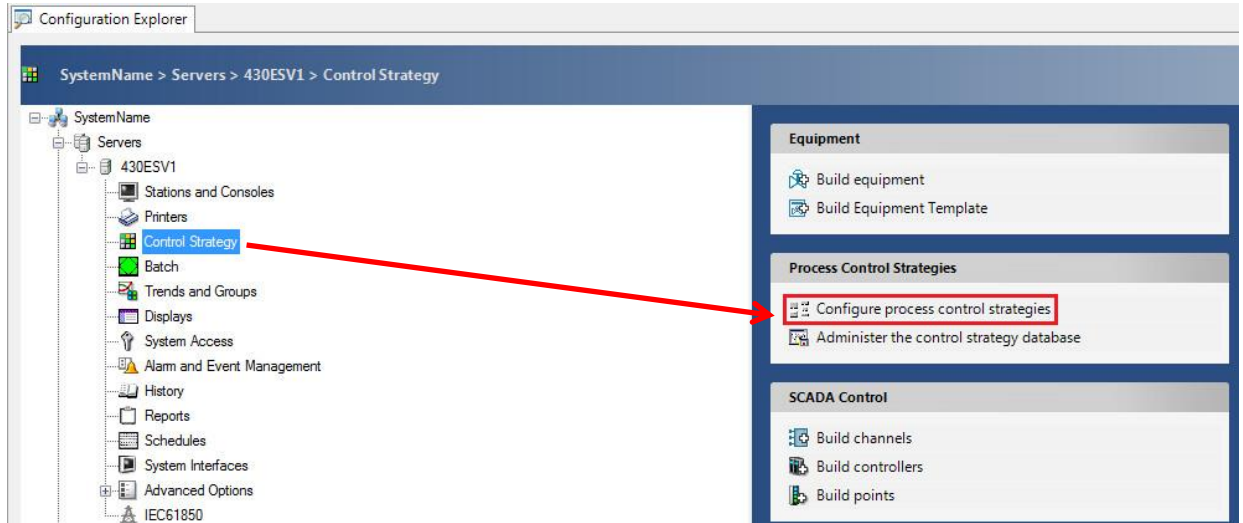 Configuration Explorer
SystemName > Servers > 430ESV1 > Control Strategy
SystemName
Servers
430ESV1
Stations and Consoles
Printers
Control Strategy
Batch
Trends and Groups
Displays
System Access
Alarm and Event Management
History
Reports
Schedules
System Interfaces
Advanced Options
IEC61850
Equipment
Build equipment
Build Equipment Template
Process Control Strategies
Configure process control strategies
Administer the control strategy database
SCADA Control
Build channels
Build controllers
Build points